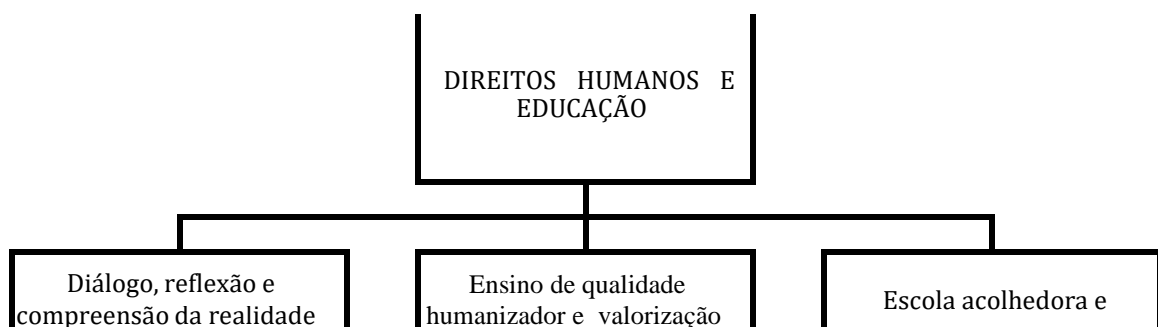 DIREITOS HUMANOS E
EDUCAÇÃO
Diálogo, reflexão e
compreensão da realidade
Ensino de qualidade
humanizador e valorização
Escola acolhedora e